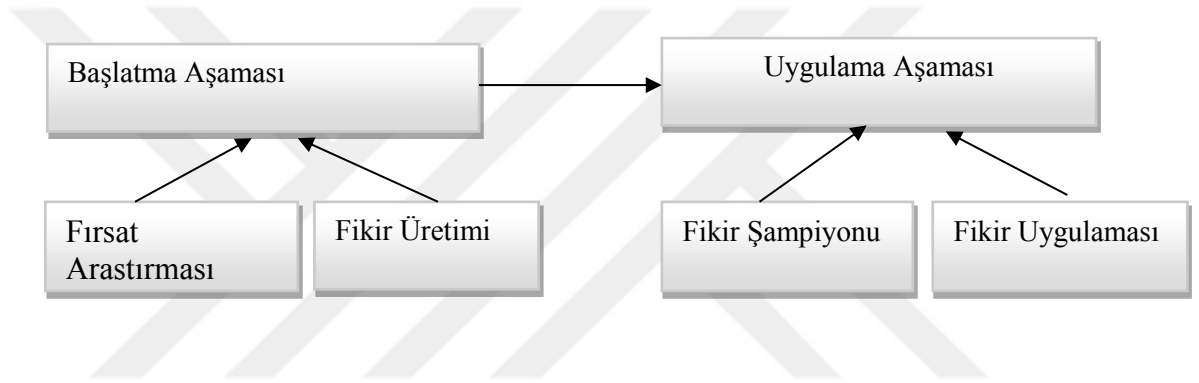 Başlatma Aşaması
Uygulama Aşaması
Fırsat
Arastırması
Fikir Üretimi
Fikir Şampiyonu
Fikir Uygulaması